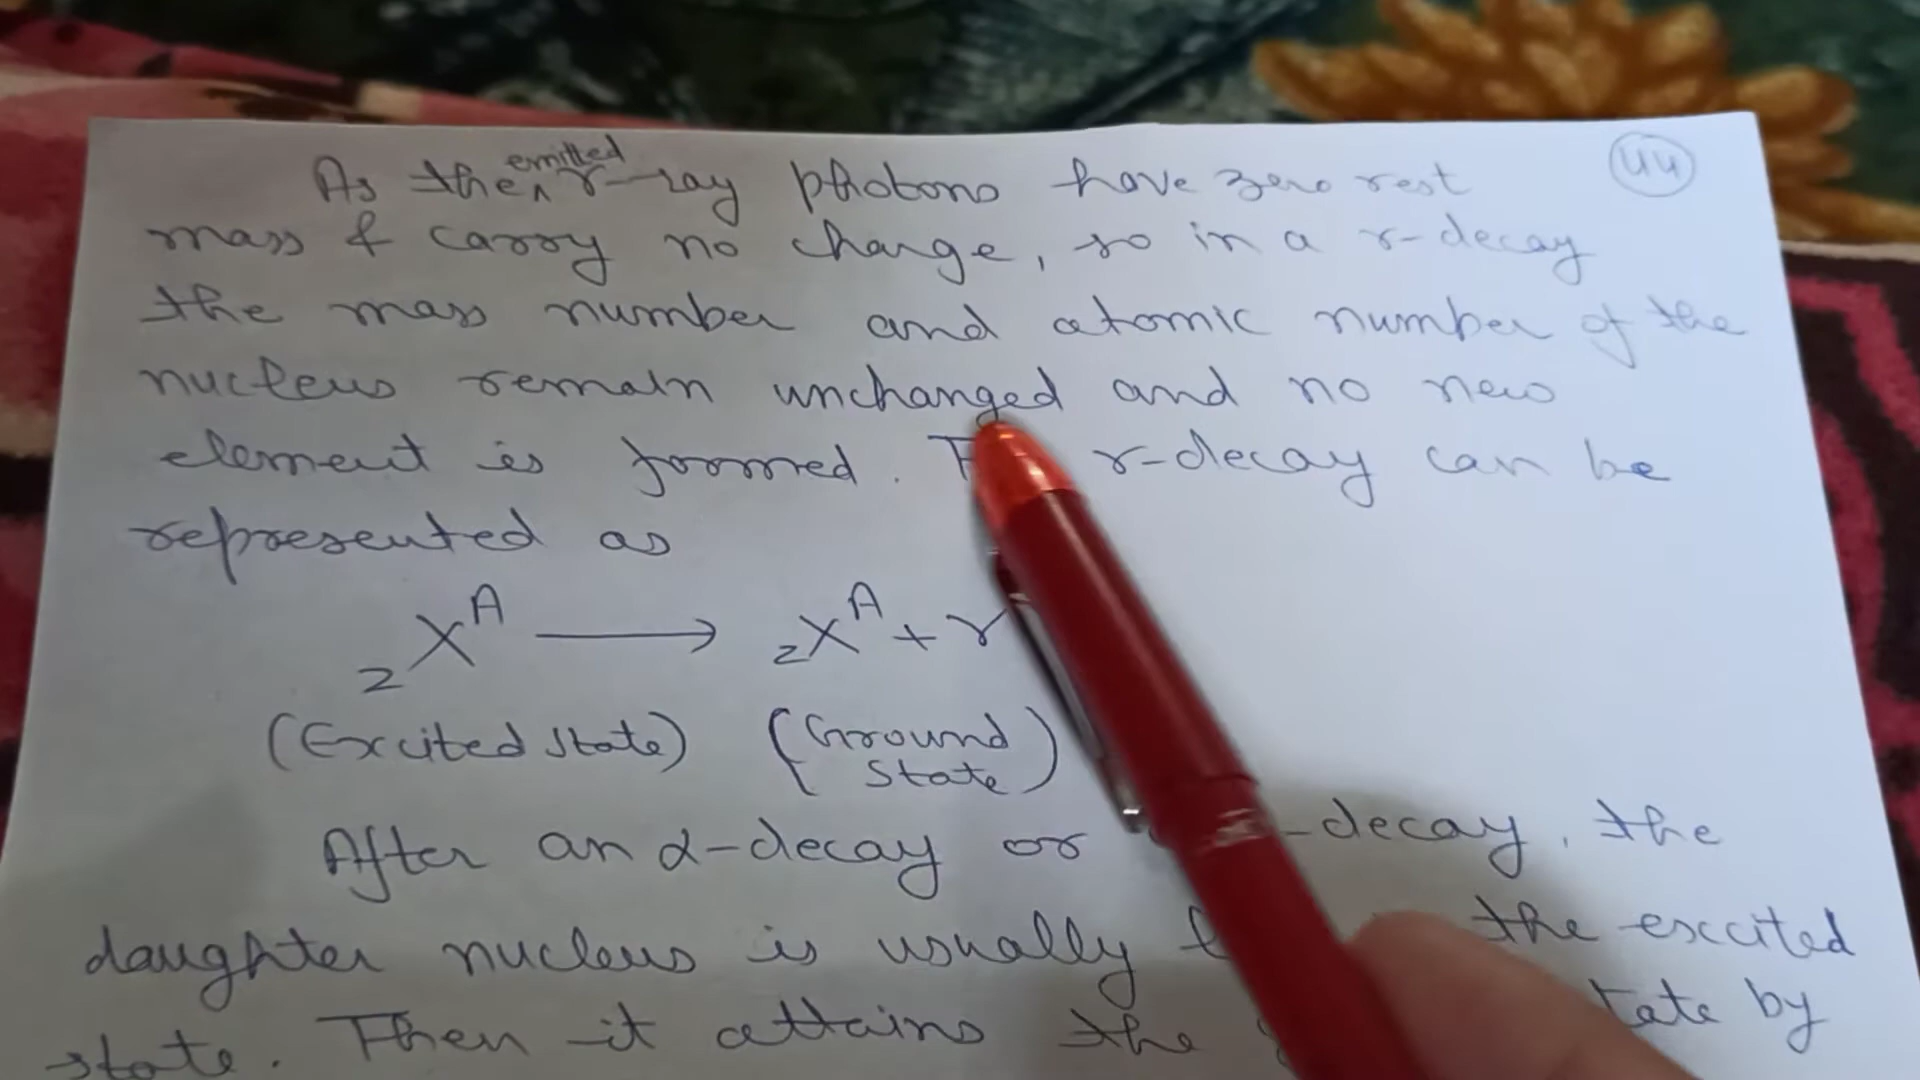 44
As the emitted γ-ray photons have zero rest
mass & carry no charge, so in a γ-decay
the mass number and atomic number of the
nucleus remain unchanged and no new
element is formed. γ-decay can be
represented as
zXᴬ ⟶ zXᴬ + γ
(Excited State) (Ground State)
After an α-decay or -decay, the
daughter nucleus is usually the excited
state. Then it attains the by